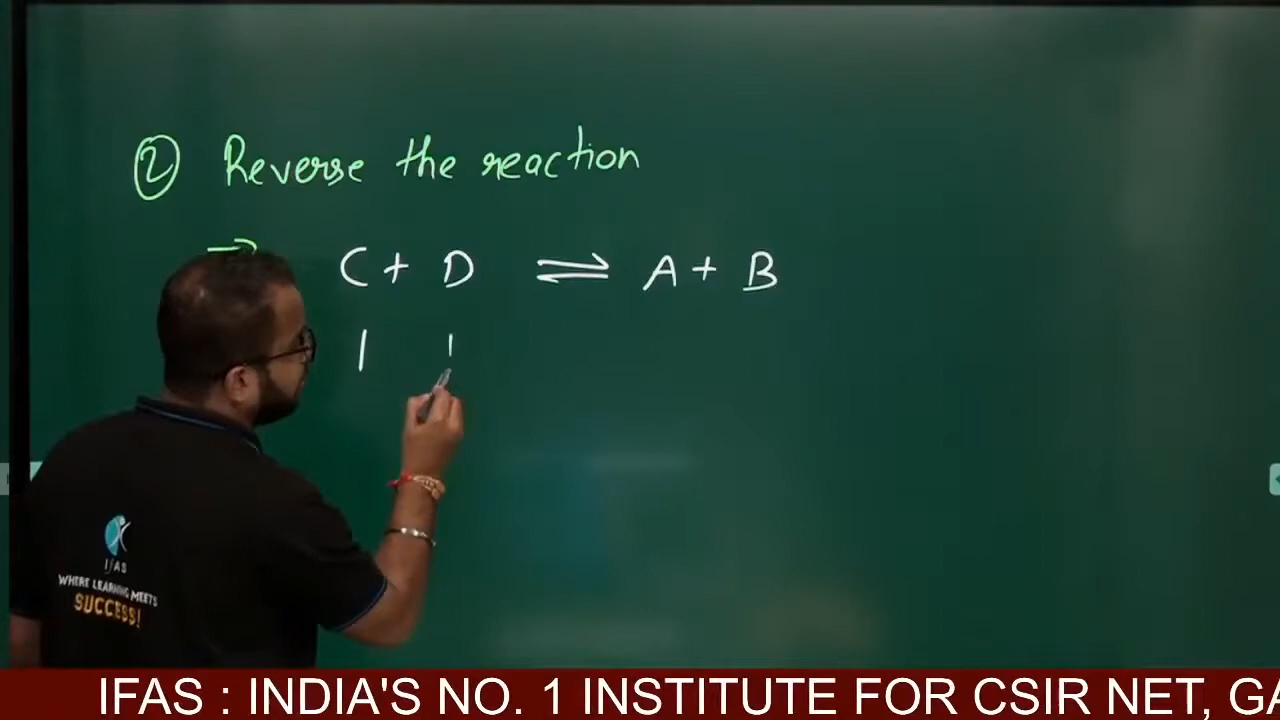 ② Reverse the reaction
→ C + D ⇌ A + B
1 1
IFAS
WHERE LEARNING MEETS
SUCCESS!
IFAS : INDIA'S NO. 1 INSTITUTE FOR CSIR NET, GA